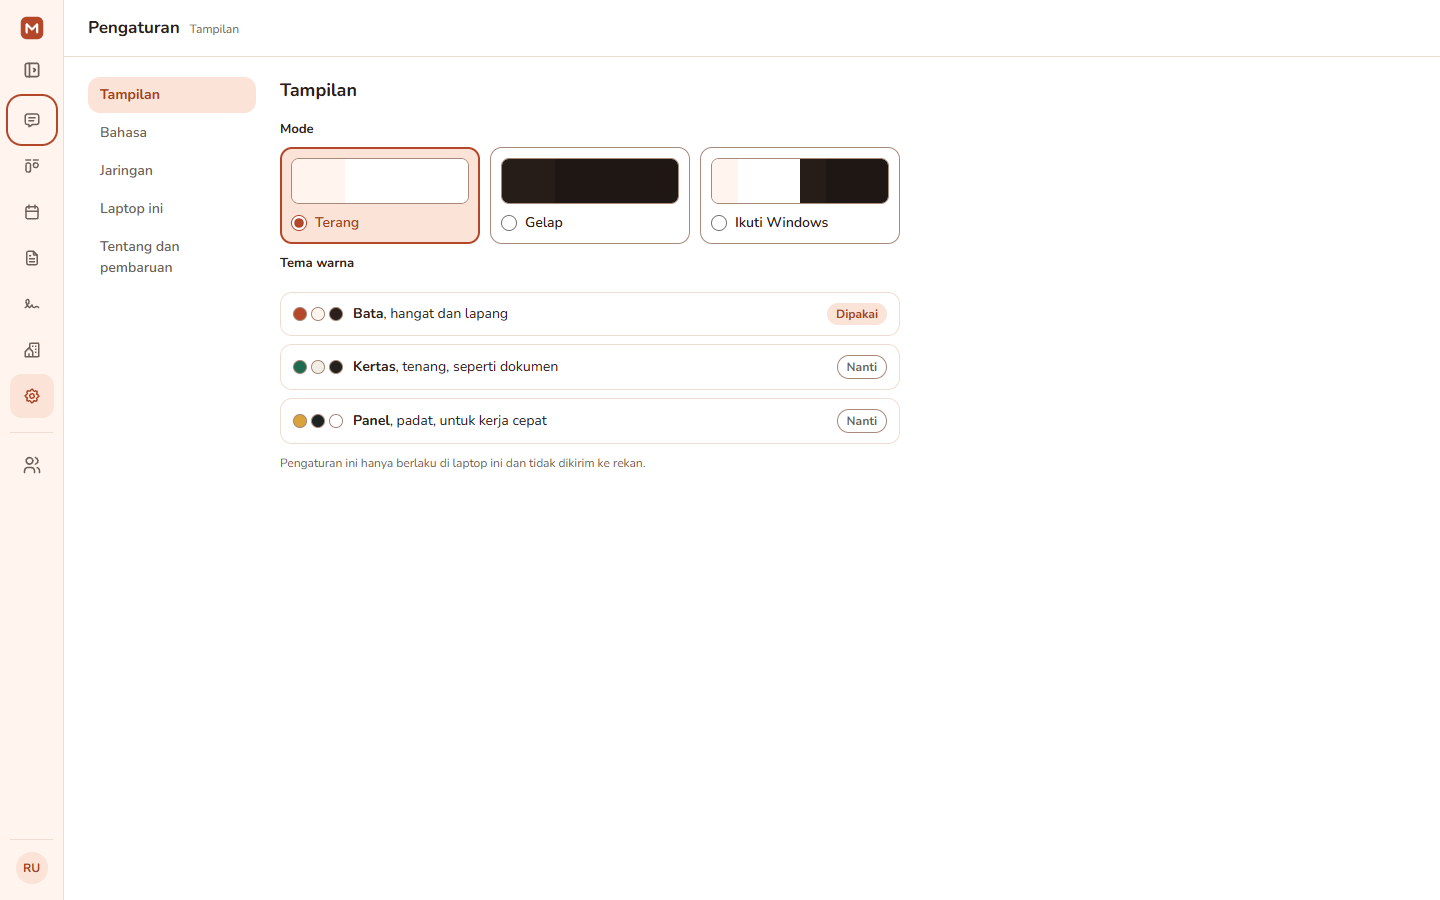 M
Pengaturan Tampilan
Tampilan
Bahasa
Jaringan
Laptop ini
Tentang dan
pembaruan
Tampilan
Mode
Terang
Gelap
Ikuti Windows
Tema warna
Bata, hangat dan lapang
Dipakai
Kertas, tenang, seperti dokumen
Nanti
Panel, padat, untuk kerja cepat
Nanti
Pengaturan ini hanya berlaku di laptop ini dan tidak dikirim ke rekan.
RU